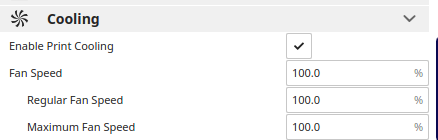 Cooling
Enable Print Cooling
Fan Speed 100.0 %
Regular Fan Speed 100.0 %
Maximum Fan Speed 100.0 %